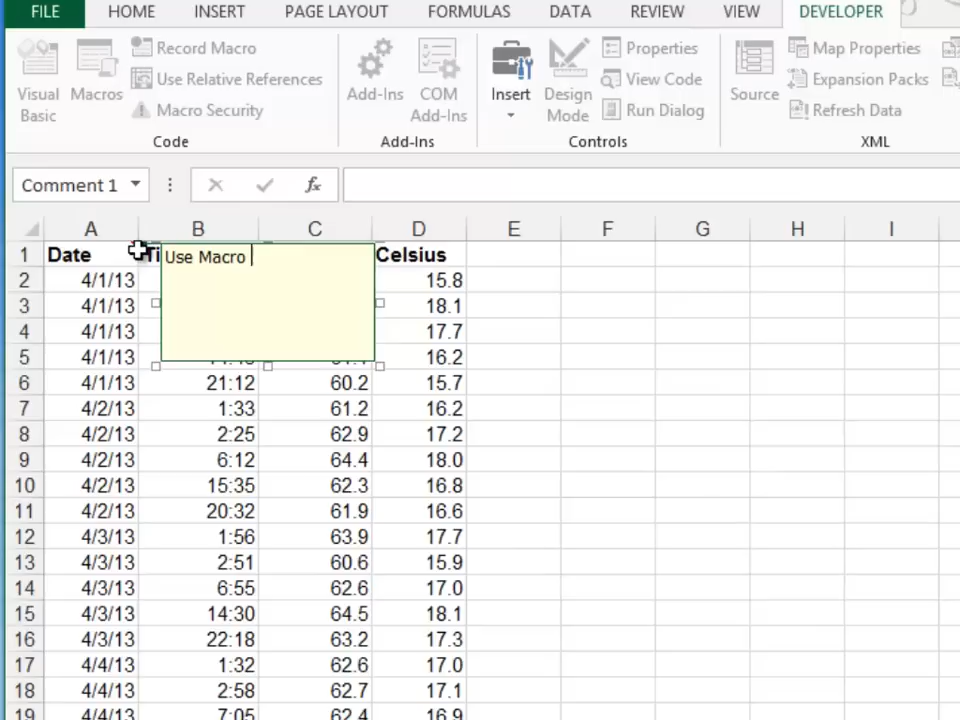 FILE HOME INSERT PAGE LAYOUT FORMULAS DATA REVIEW VIEW DEVELOPER
Visual Basic
Macros
Record Macro
Use Relative References
Macro Security
Code
Add-Ins
COM Add-Ins
Add-Ins
Insert
Design Mode
Properties
View Code
Run Dialog
Controls
Source
Map Properties
Expansion Packs
Refresh Data
XML
Comment 1 fx
A B C D E F G H I
1 Date Celsius
Use Macro
2 4/1/13 15.8
3 4/1/13 18.1
4 4/1/13 17.7
5 4/1/13 16.2
6 4/1/13 21:12 60.2 15.7
7 4/2/13 1:33 61.2 16.2
8 4/2/13 2:25 62.9 17.2
9 4/2/13 6:12 64.4 18.0
10 4/2/13 15:35 62.3 16.8
11 4/2/13 20:32 61.9 16.6
12 4/3/13 1:56 63.9 17.7
13 4/3/13 2:51 60.6 15.9
14 4/3/13 6:55 62.6 17.0
15 4/3/13 14:30 64.5 18.1
16 4/3/13 22:18 63.2 17.3
17 4/4/13 1:32 62.6 17.0
18 4/4/13 2:58 62.7 17.1
19 4/4/13 7:05 62.4 16.9